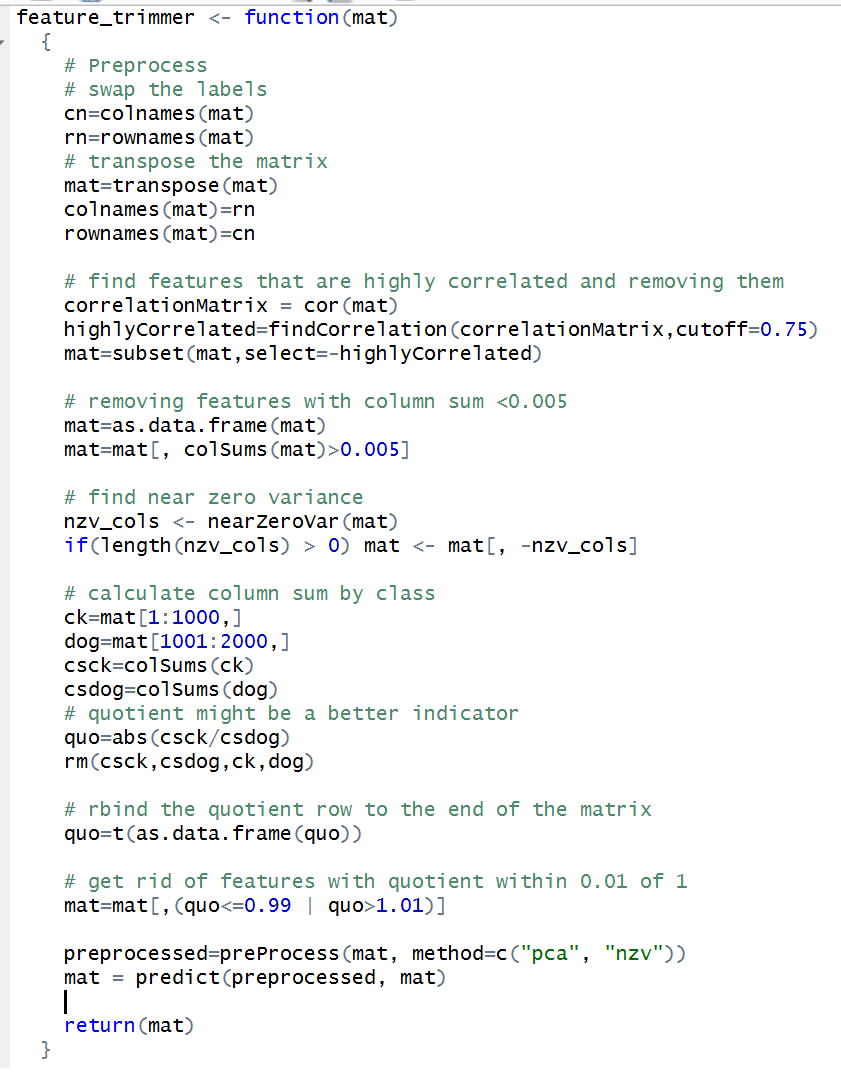 feature_trimmer <- function(mat)
{
# Preprocess
# swap the labels
cn=colnames(mat)
rn=rownames(mat)
# transpose the matrix
mat=transpose(mat)
colnames(mat)=rn
rownames(mat)=cn
# find features that are highly correlated and removing them
correlationMatrix = cor(mat)
highlyCorrelated=findCorrelation(correlationMatrix,cutoff=0.75)
mat=subset(mat,select=-highlyCorrelated)
# removing features with column sum <0.005
mat=as.data.frame(mat)
mat=mat[, colSums(mat)>0.005]
# find near zero variance
nzv_cols <- nearZeroVar(mat)
if(length(nzv_cols) > 0) mat <- mat[, -nzv_cols]
# calculate column sum by class
ck=mat[1:1000,]
dog=mat[1001:2000,]
csck=colSums(ck)
csdog=colSums(dog)
# quotient might be a better indicator
quo=abs(csck/csdog)
rm(csck,csdog,ck,dog)
# rbind the quotient row to the end of the matrix
quo=t(as.data.frame(quo))
# get rid of features with quotient within 0.01 of 1
mat=mat[,(quo<=0.99 | quo>1.01)]
preprocessed=preProcess(mat, method=c("pca", "nzv"))
mat = predict(preprocessed, mat)
return(mat)
}